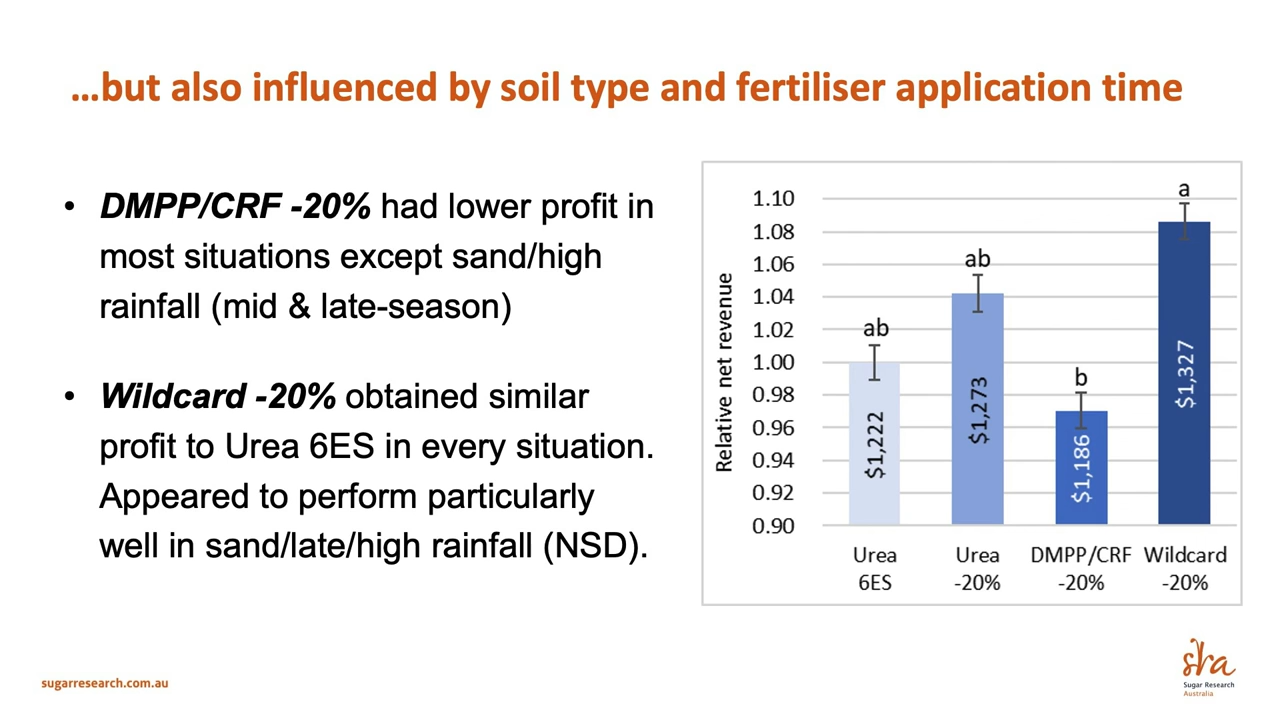 ...but also influenced by soil type and fertiliser application time
• DMPP/CRF -20% had lower profit in
most situations except sand/high
rainfall (mid & late-season)
• Wildcard -20% obtained similar
profit to Urea 6ES in every situation.
Appeared to perform particularly
well in sand/late/high rainfall (NSD).
Relative net revenue
1.10
1.08
1.06
1.04
1.02
1.00
0.98
0.96
0.94
0.92
0.90
ab
ab
b
a
$1,222
$1,273
$1,186
$1,327
Urea
6ES
Urea
-20%
DMPP/CRF
-20%
Wildcard
-20%
sugarresearch.com.au
sra
Sugar Research
Australia